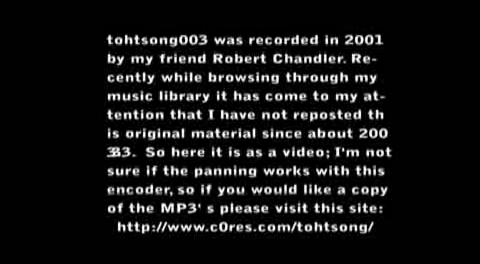 tohtsong003 was recorded in 2001
by my friend Robert Chandler. Re-
cently while browsing through my
music library it has come to my at-
tention that I have not reposted th
is original material since about 200
333.  So here it is as a video; I'm not
sure if the panning works with this
encoder, so if you would like a copy
of the MP3' s please visit this site:
http://www.c0res.com/tohtsong/